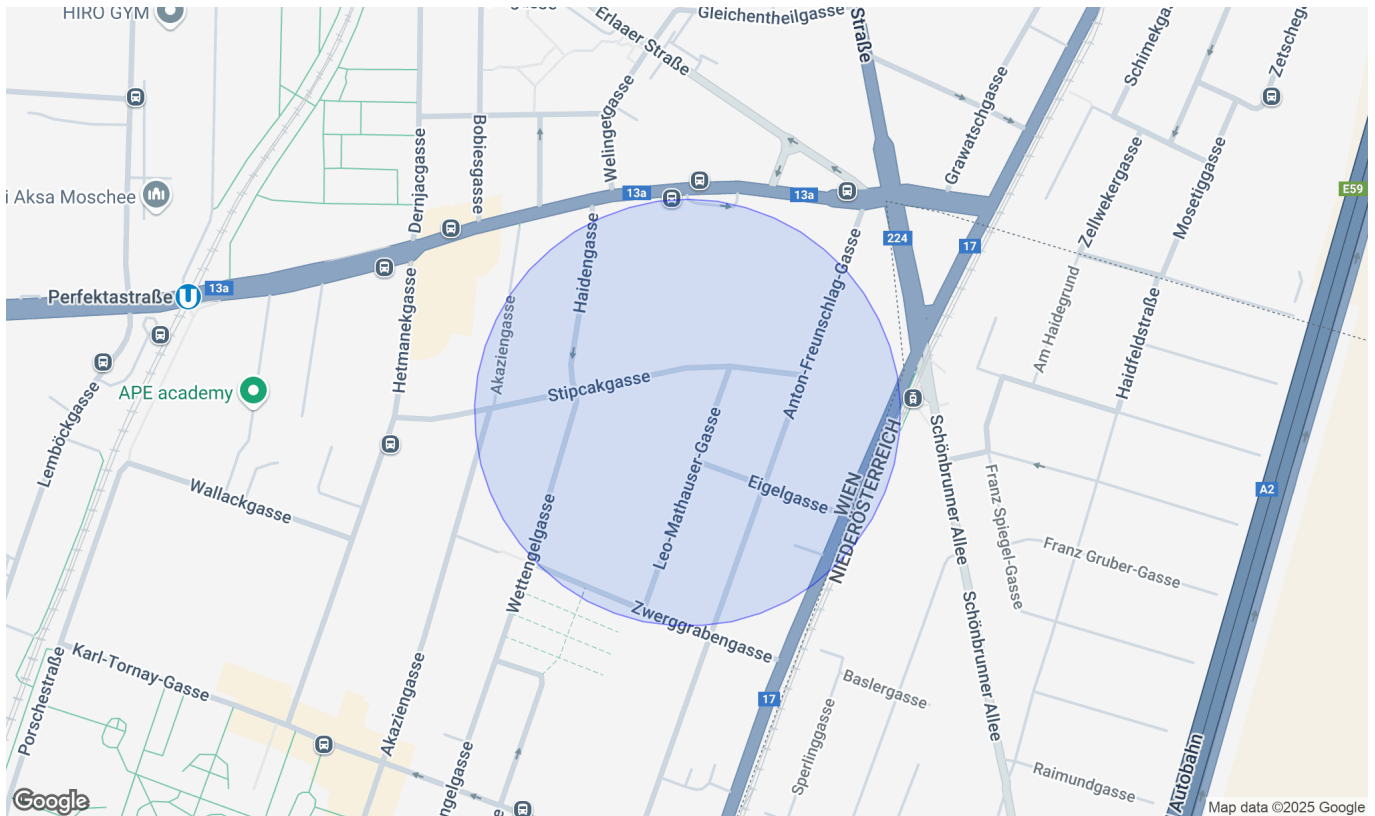 HIRO GYM
Erlaer Straße
Gleichentheilgasse
Straße
Schimekgasse
Zetschegasse
Grawatschgasse
Welingergasse
Bobiesgasse
Dernjacgasse
Zellwekergasse
Mosetiggasse
i Aksa Moschee
13a
13a
E59
224
17
Perfektastraße
13a
Haidengasse
Anton-Freunschlag-Gasse
Hetmanekgasse
Akaziengasse
Am Haidegrund
Haidfeldstraße
APE academy
Stipcakgasse
Lemböckgasse
Leo-Mathauser-Gasse
Schönbrunner Allee
WIEN
NIEDERÖSTERREICH
Wallackgasse
Eigelgasse
A2
Franz-Spiegel-Gasse
Franz Gruber-Gasse
Wettengelgasse
Zwerggrabengasse
Schönbrunner Allee
Karl-Tornay-Gasse
Porschestraße
Akaziengasse
17
Baslergasse
Sperlinggasse
ngelgasse
Raimundgasse
Autobahn
Google
Map data ©2025 Google